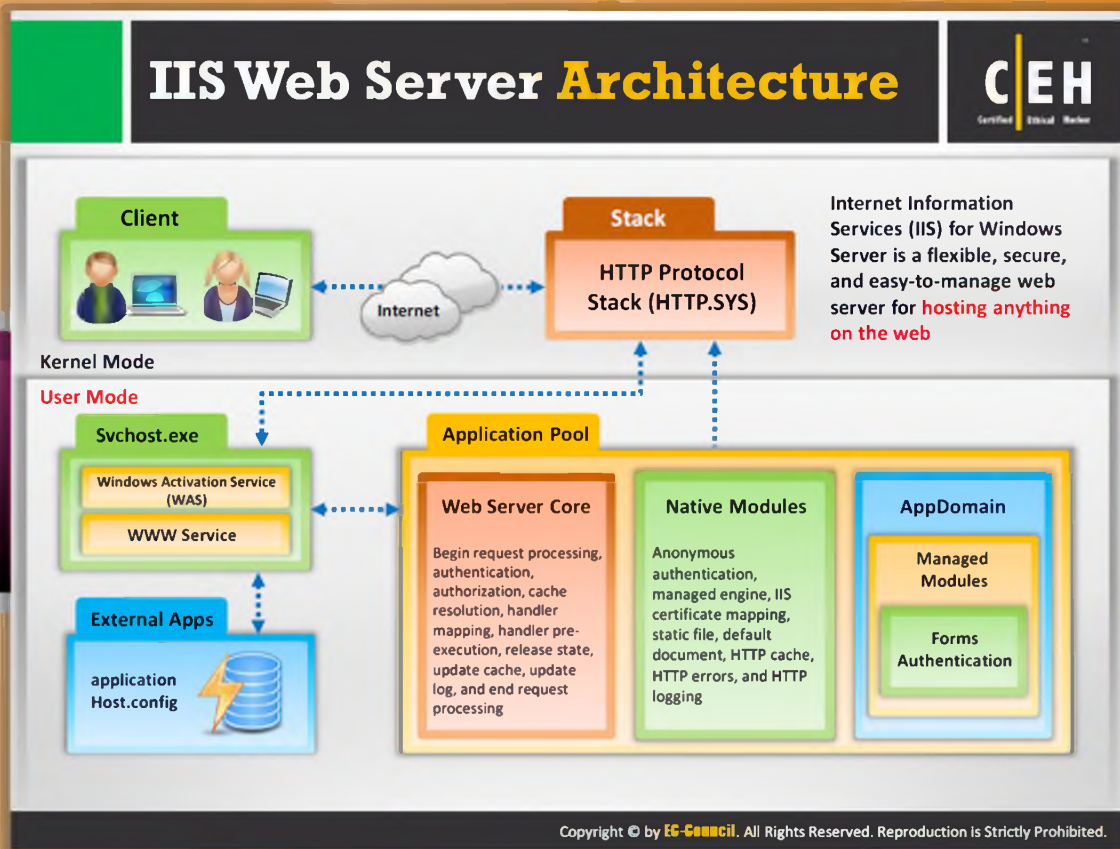 IIS Web Server Architecture
CEH
Certified Ethical Hacker
Client
Internet
Stack
HTTP Protocol
Stack (HTTP.SYS)
Internet Information
Services (IIS) for Windows
Server is a flexible, secure,
and easy-to-manage web
server for hosting anything
on the web
Kernel Mode
User Mode
Svchost.exe
Windows Activation Service
(WAS)
WWW Service
External Apps
application
Host.config
Application Pool
Web Server Core
Begin request processing,
authentication,
authorization, cache
resolution, handler
mapping, handler pre-
execution, release state,
update cache, update
log, and end request
processing
Native Modules
Anonymous
authentication,
managed engine, IIS
certificate mapping,
static file, default
document, HTTP cache,
HTTP errors, and HTTP
logging
AppDomain
Managed
Modules
Forms
Authentication
Copyright © by EC-Council. All Rights Reserved. Reproduction is Strictly Prohibited.